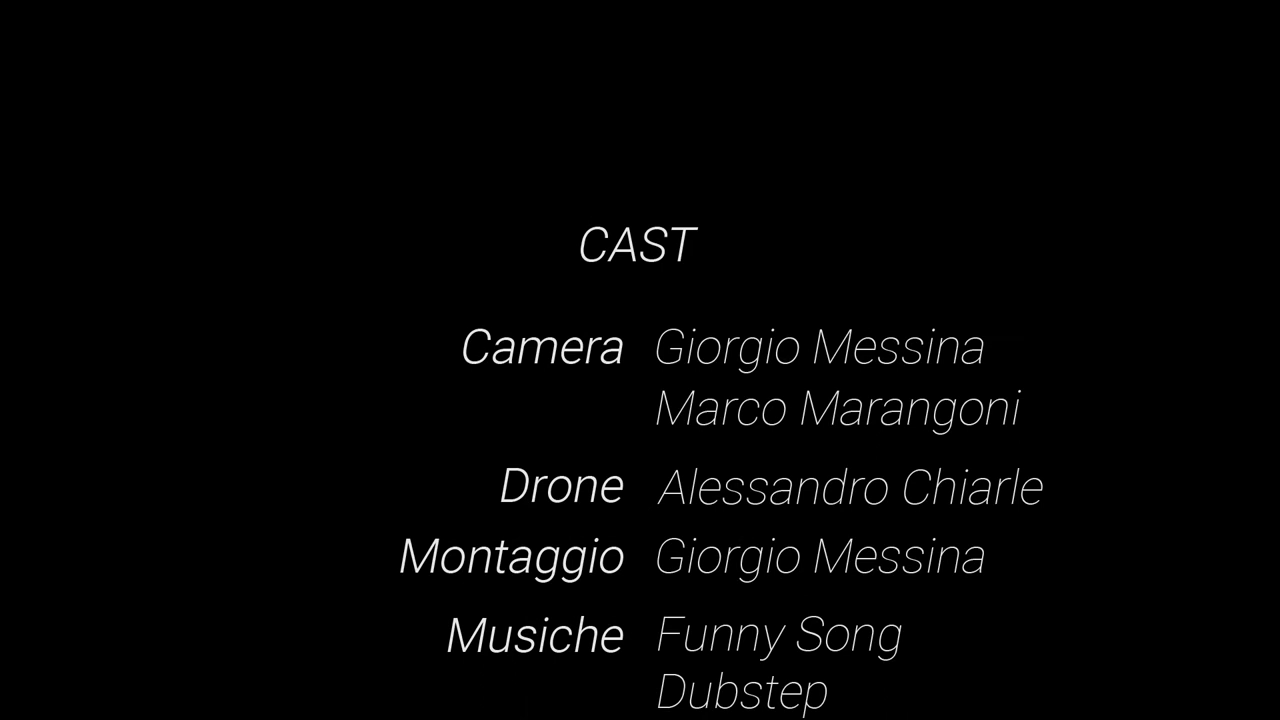 CAST
Camera Giorgio Messina
Marco Marangoni
Drone Alessandro Chiarle
Montaggio Giorgio Messina
Musiche Funny Song
Dubstep